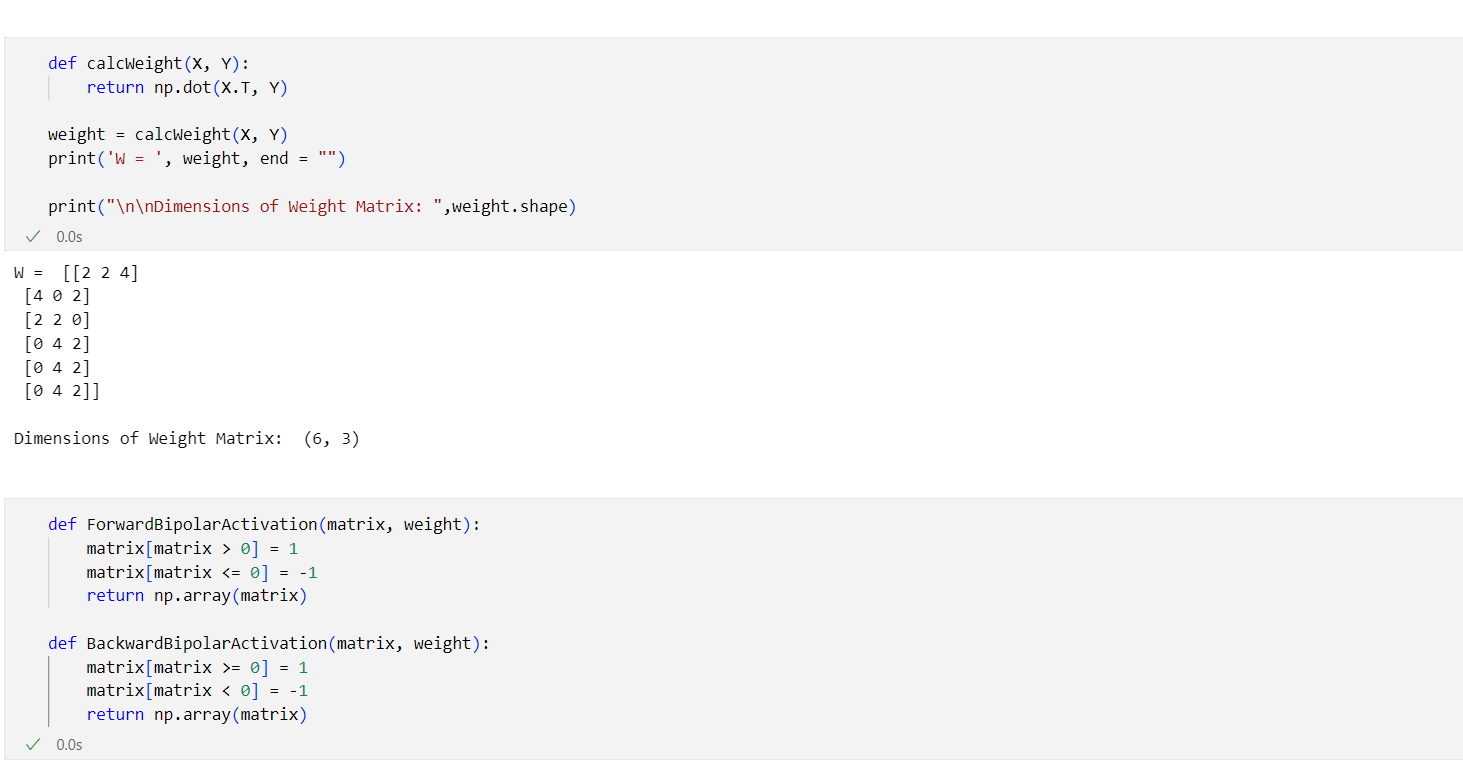 def calcWeight(X, Y):
    return np.dot(X.T, Y)
weight = calcWeight(X, Y)
print('W = ', weight, end = "")
print("\n\nDimensions of Weight Matrix: ",weight.shape)
0.0s
W =  [[2 2 4]
 [4 0 2]
 [2 2 0]
 [0 4 2]
 [0 4 2]
 [0 4 2]]
Dimensions of Weight Matrix:  (6, 3)
def ForwardBipolarActivation(matrix, weight):
    matrix[matrix > 0] = 1
    matrix[matrix <= 0] = -1
    return np.array(matrix)
def BackwardBipolarActivation(matrix, weight):
    matrix[matrix >= 0] = 1
    matrix[matrix < 0] = -1
    return np.array(matrix)
0.0s